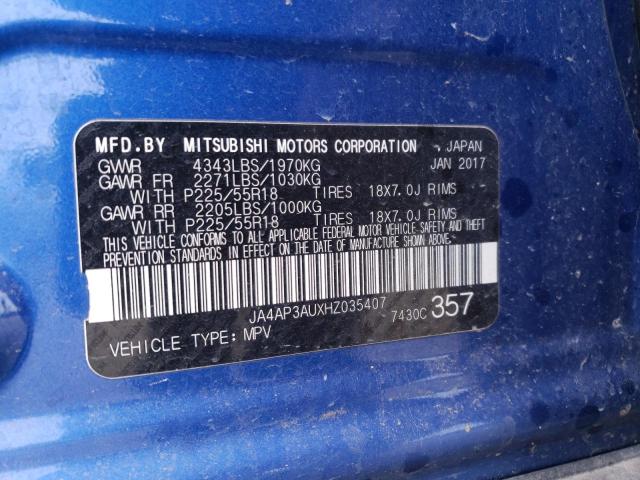 MFD.BY MITSUBISHI MOTORS CORPORATION JAPAN
GVWR 4343LBS/1970KG JAN 2017
GAWR FR 2271LBS/1030KG
WITH P225/55R18 TIRES 18X7.0J RIMS
GAWR RR 2205LBS/1000KG
WITH P225/55R18 TIRES 18X7.0J RIMS
THIS VEHICLE CONFORMS TO ALL APPLICABLE FEDERAL MOTOR VEHICLE SAFETY AND THEFT
PREVENTION STANDARDS IN EFFECT ON THE DATE OF MANUFACTURE SHOWN ABOVE.
JA4AP3AUXHZ035407 7430C 357
VEHICLE TYPE: MPV